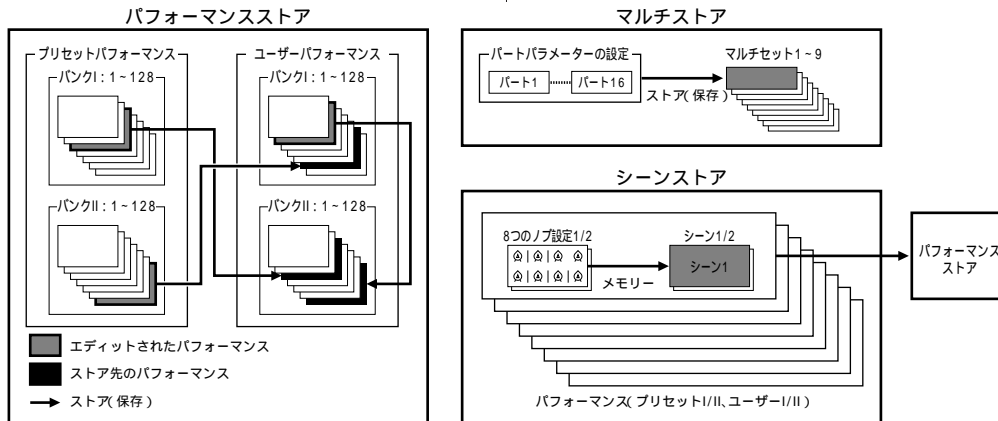 パフォーマンスストア
プリセットパフォーマンス
バンクI：1~128
バンクII：1~128
ユーザーパフォーマンス
バンクI：1~128
バンクII：1~128
エディットされたパフォーマンス
ストア先のパフォーマンス
ストア(保存)
マルチストア
パートパラメーターの設定
パート1
パート16
ストア(保存)
マルチセット1~9
シーンストア
8つのノブ設定1/2
メモリー
シーン1/2
シーン1
パフォーマンス(プリセットI/II、ユーザーI/II)
パフォーマンス
ストア